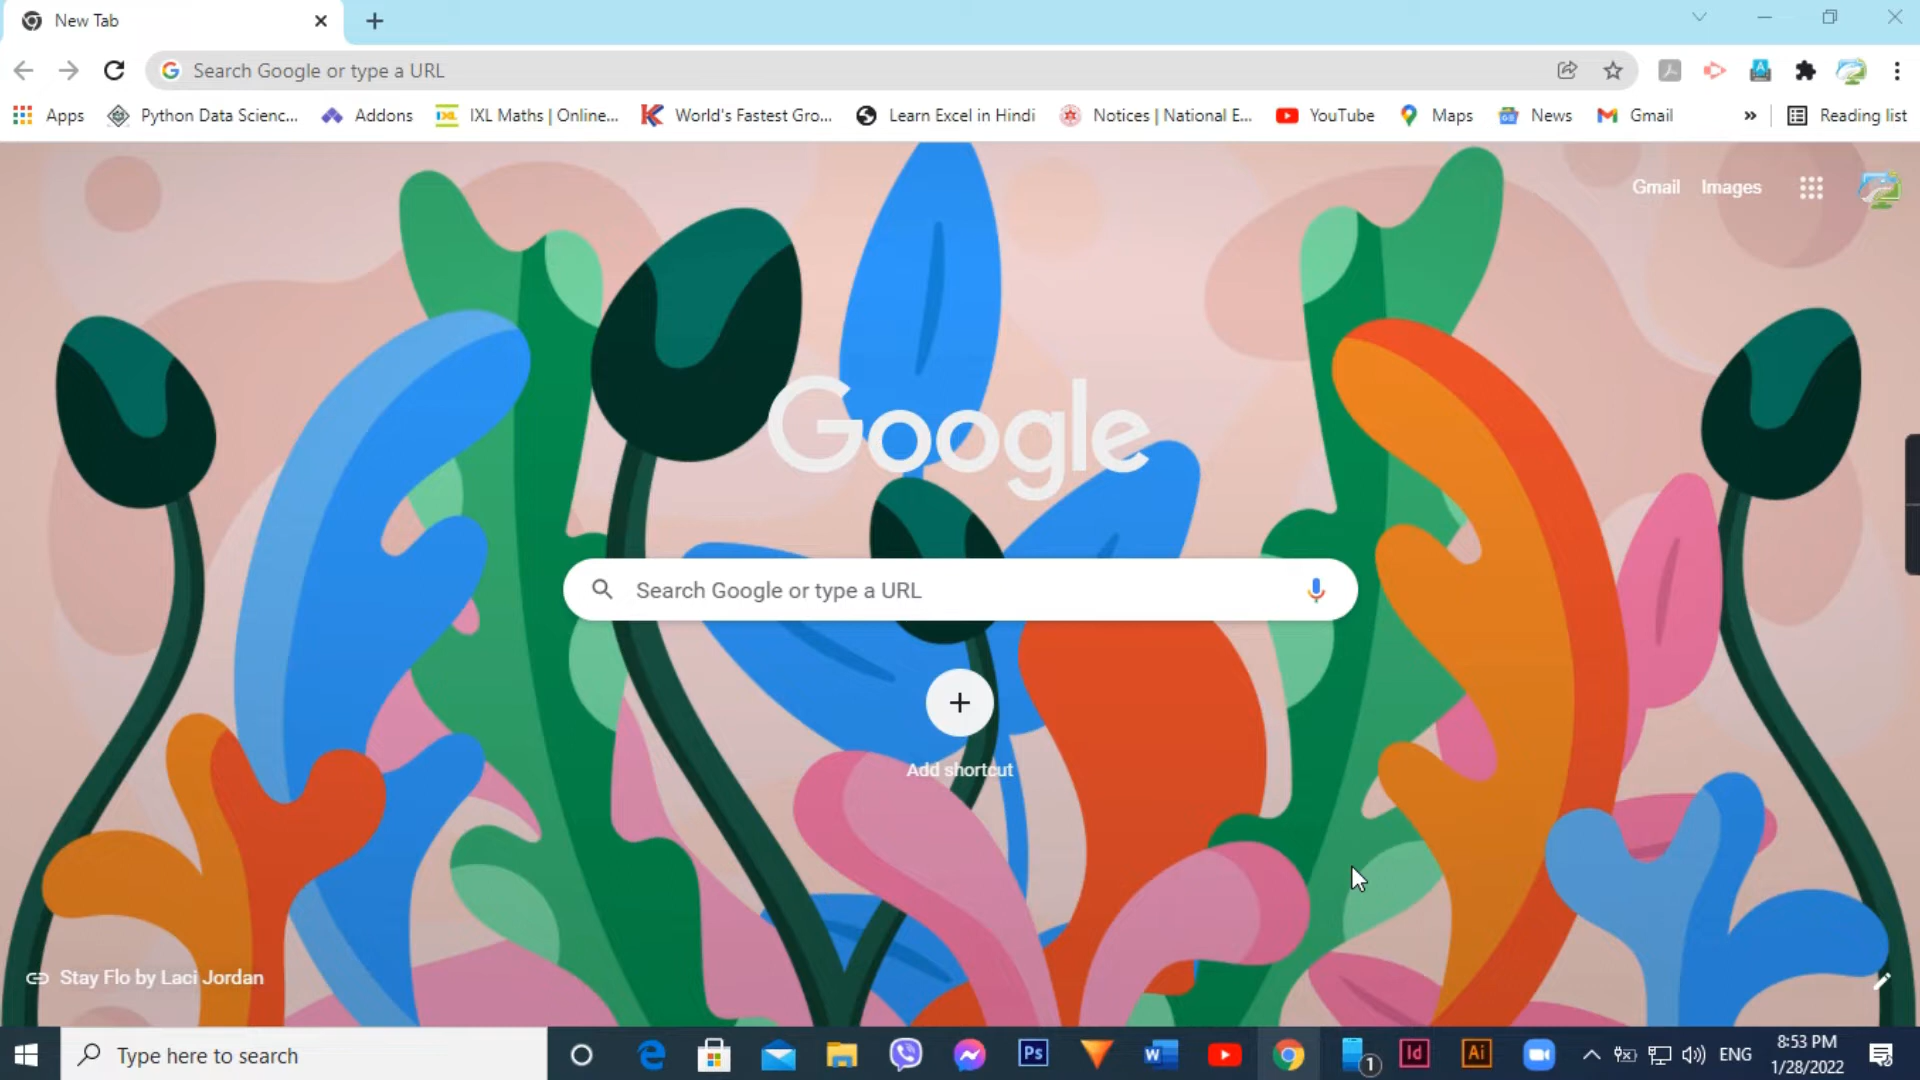 New Tab
Search Google or type a URL
Apps
Python Data Scienc...
Addons
IXL Maths | Online...
World's Fastest Gro...
Learn Excel in Hindi
Notices | National E...
YouTube
Maps
News
Gmail
»
Reading list
Gmail Images
Google
Search Google or type a URL
Add shortcut
Stay Flo by Laci Jordan
Type here to search
Ps
W
1
Id
Ai
ENG
8:53 PM
1/28/2022